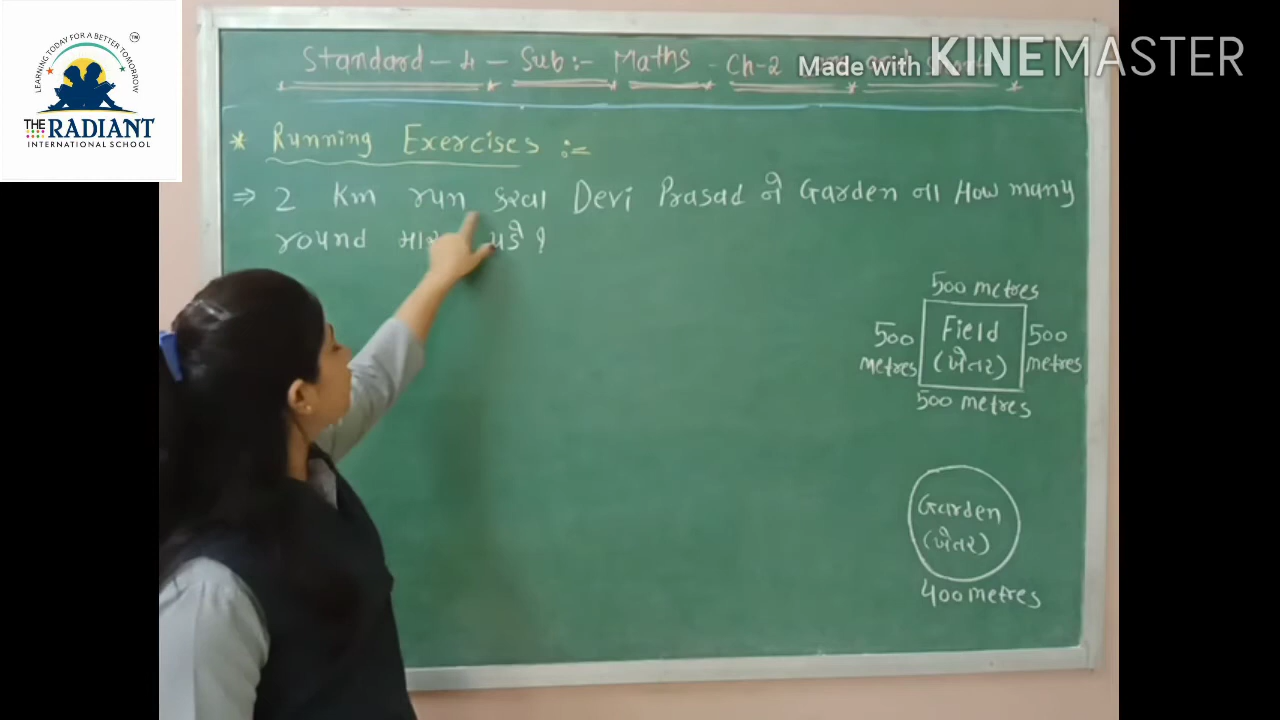 LEARNING TODAY FOR A BETTER TOMORROW
TM
THE RADIANT
INTERNATIONAL SCHOOL
Made with KINEMASTER
Standard - 4 - Sub:- Maths - Ch-2
* Running Exercises :-
⇒ 2 Km run કરવા Devi Prasad ને Garden ના How many
round પડે ?
500 metres
500 metres
Field
(ખેતર)
500 metres
500 metres
Garden
(ખેતર)
400 metres